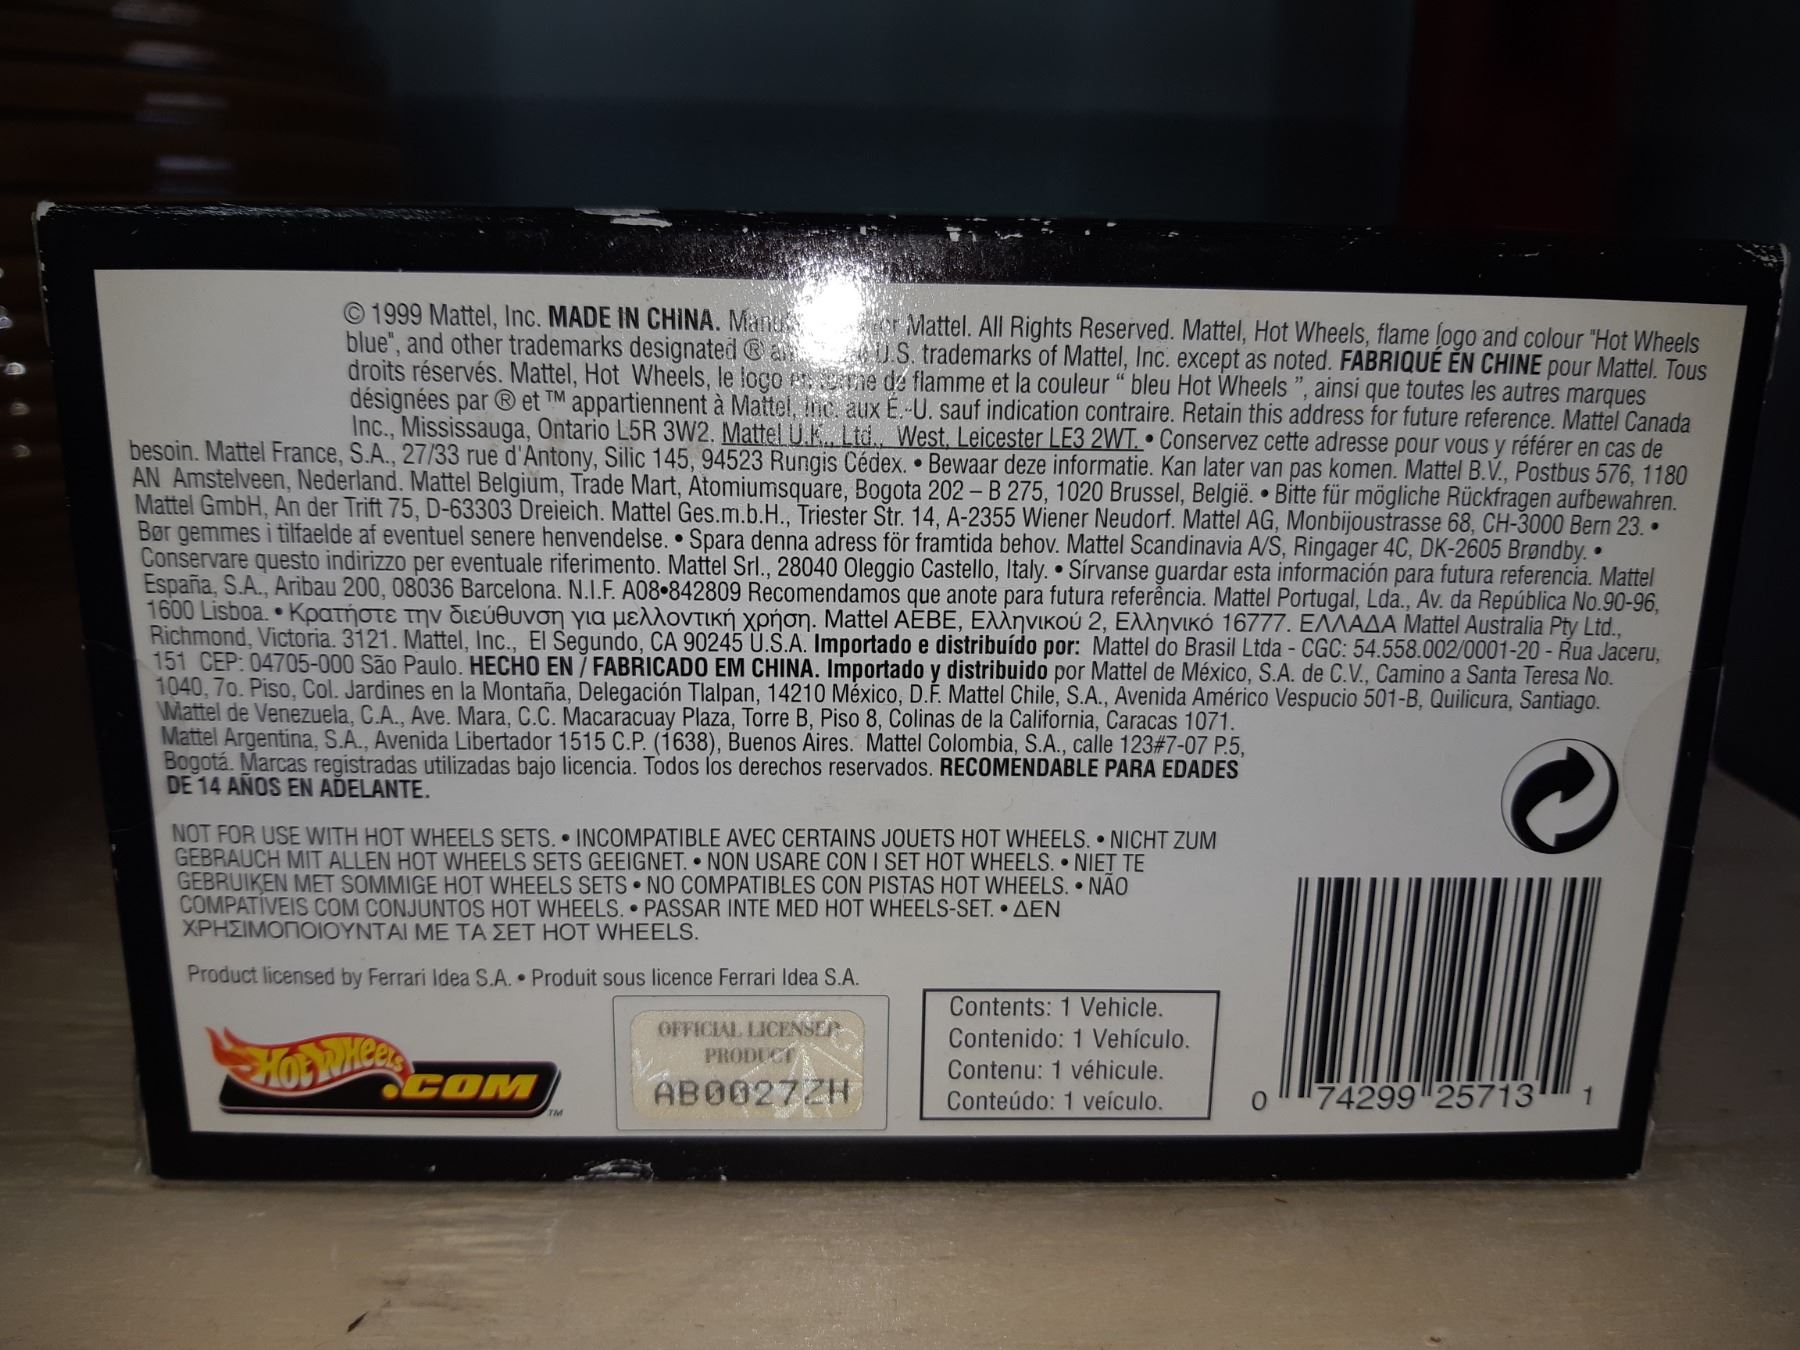 © 1999 Mattel, Inc. MADE IN CHINA. Mattel. All Rights Reserved. Mattel, Hot Wheels, flame logo and colour "Hot Wheels
blue", and other trademarks designated ® U.S. trademarks of Mattel, Inc. except as noted. FABRIQUÉ EN CHINE pour Mattel. Tous
droits réservés. Mattel, Hot Wheels, le logo en forme de flamme et la couleur “ bleu Hot Wheels ”, ainsi que toutes les autres marques
désignées par ® et ™ appartiennent à Mattel, Inc. aux É.-U. sauf indication contraire. Retain this address for future reference. Mattel Canada
Inc., Mississauga, Ontario L5R 3W2. Mattel U.K., Ltd., West, Leicester LE3 2WT. • Conservez cette adresse pour vous y référer en cas de
besoin. Mattel France, S.A., 27/33 rue d'Antony, Silic 145, 94523 Rungis Cédex. • Bewaar deze informatie. Kan later van pas komen. Mattel B.V., Postbus 576, 1180
AN Amstelveen, Nederland. Mattel Belgium, Trade Mart, Atomiumsquare, Bogota 202 – B 275, 1020 Brussel, België. • Bitte für mögliche Rückfragen aufbewahren.
Mattel GmbH, An der Trift 75, D-63303 Dreieich. Mattel Ges.m.b.H., Triester Str. 14, A-2355 Wiener Neudorf. Mattel AG, Monbijoustrasse 68, CH-3000 Bern 23. •
Bør gemmes i tilfaelde af eventuel senere henvendelse. • Spara denna adress för framtida behov. Mattel Scandinavia A/S, Ringager 4C, DK-2605 Brøndby. •
Conservare questo indirizzo per eventuale riferimento. Mattel Srl., 28040 Oleggio Castello, Italy. • Sírvanse guardar esta información para futura referencia. Mattel
España, S.A., Aribau 200, 08036 Barcelona. N.I.F. A08•842809 Recomendamos que anote para futura referência. Mattel Portugal, Lda., Av. da República No.90-96,
1600 Lisboa. • Κρατήστε την διεύθυνση για μελλοντική χρήση. Mattel AEBE, Ελληνικού 2, Ελληνικό 16777. ΕΛΛΑΔΑ Mattel Australia Pty Ltd.,
Richmond, Victoria. 3121. Mattel, Inc., El Segundo, CA 90245 U.S.A. Importado e distribuído por: Mattel do Brasil Ltda - CGC: 54.558.002/0001-20 - Rua Jaceru,
151 CEP: 04705-000 São Paulo. HECHO EN / FABRICADO EM CHINA. Importado y distribuido por Mattel de México, S.A. de C.V., Camino a Santa Teresa No.
1040, 7o. Piso, Col. Jardines en la Montaña, Delegación Tlalpan, 14210 México, D.F. Mattel Chile, S.A., Avenida Américo Vespucio 501-B, Quilicura, Santiago.
Mattel de Venezuela, C.A., Ave. Mara, C.C. Macaracuay Plaza, Torre B, Piso 8, Colinas de la California, Caracas 1071.
Mattel Argentina, S.A., Avenida Libertador 1515 C.P. (1638), Buenos Aires. Mattel Colombia, S.A., calle 123#7-07 P.5,
Bogotá. Marcas registradas utilizadas bajo licencia. Todos los derechos reservados. RECOMENDABLE PARA EDADES
DE 14 AÑOS EN ADELANTE.
NOT FOR USE WITH HOT WHEELS SETS. • INCOMPATIBLE AVEC CERTAINS JOUETS HOT WHEELS. • NICHT ZUM
GEBRAUCH MIT ALLEN HOT WHEELS SETS GEEIGNET. • NON USARE CON I SET HOT WHEELS. • NIET TE
GEBRUIKEN MET SOMMIGE HOT WHEELS SETS • NO COMPATIBLES CON PISTAS HOT WHEELS. • NÃO
COMPATÍVEIS COM CONJUNTOS HOT WHEELS. • PASSAR INTE MED HOT WHEELS-SET. • ΔΕΝ
ΧΡΗΣΙΜΟΠΟΙΟΥΝΤΑΙ ΜΕ ΤΑ ΣΕΤ HOT WHEELS.
Product licensed by Ferrari Idea S.A. • Produit sous licence Ferrari Idea S.A.
Hot Wheels
.COM ™
OFFICIAL LICENSED
PRODUCT
AB0027ZH
Contents: 1 Vehicle.
Contenido: 1 Vehículo.
Contenu: 1 véhicule.
Conteúdo: 1 veículo.
0 74299 25713 1